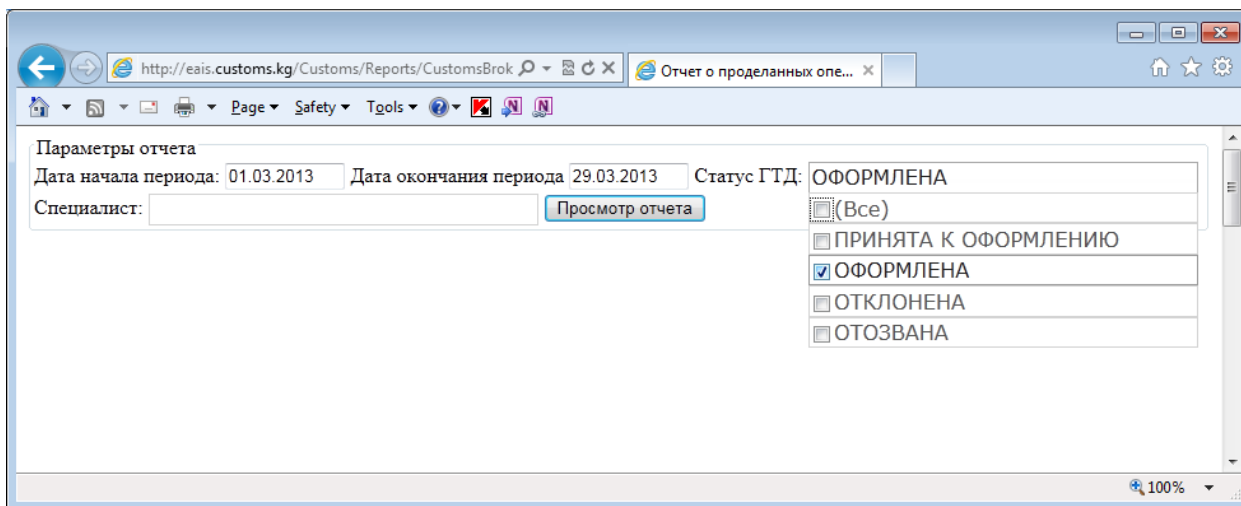 http://eais.customs.kg/Customs/Reports/CustomsBrok
Отчет о проделанных опе...
Page Safety Tools
Параметры отчета
Дата начала периода: 01.03.2013 Дата окончания периода 29.03.2013 Статус ГТД: ОФОРМЛЕНА
Специалист: Просмотр отчета
(Все)
ПРИНЯТА К ОФОРМЛЕНИЮ
ОФОРМЛЕНА
ОТКЛОНЕНА
ОТОЗВАНА
100%